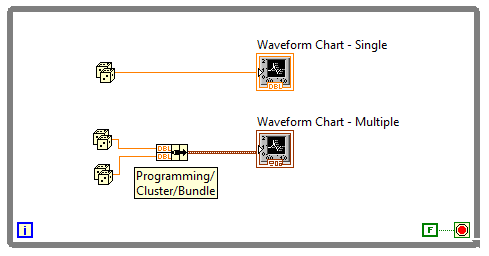 Waveform Chart - Single
DBL
Waveform Chart - Multiple
DBL
DBL
Programming/
Cluster/Bundle
i
F